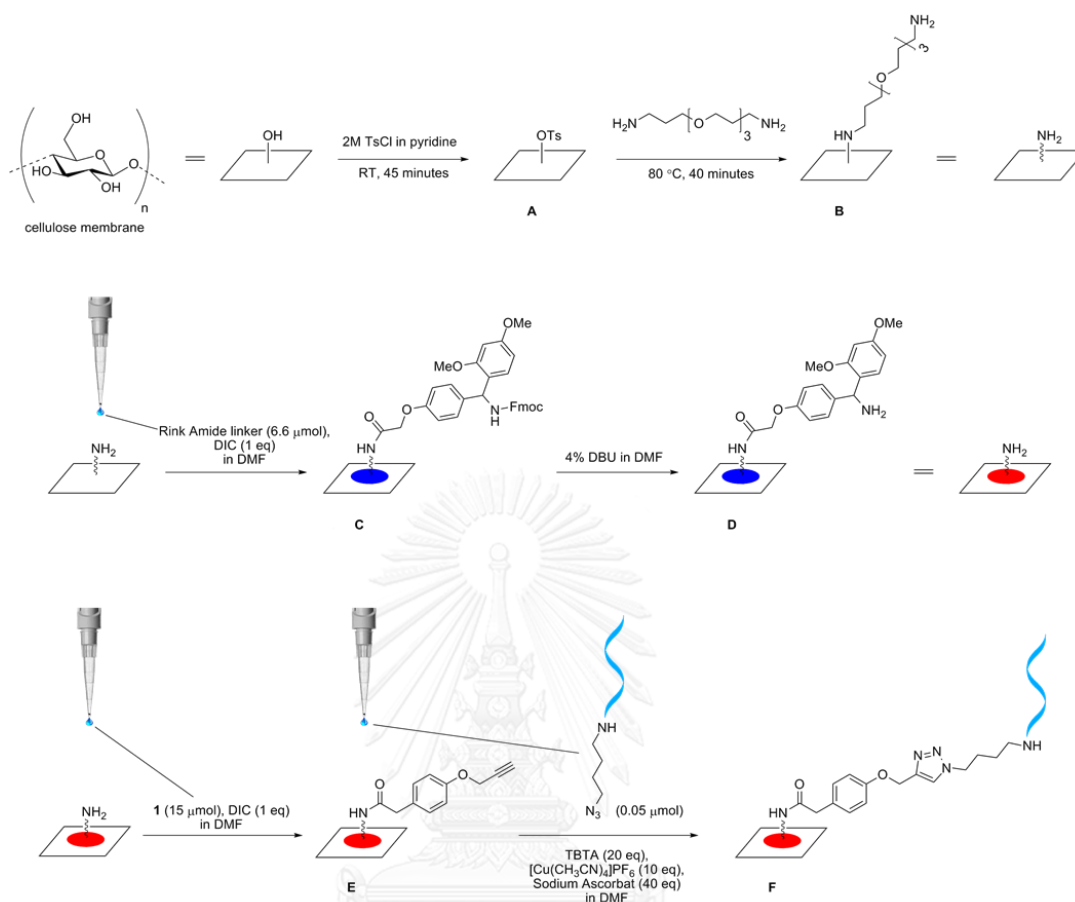 OH
O
HO
OH
O
n
cellulose membrane
=
OH
2M TsCl in pyridine
RT, 45 minutes
OTs
A
H₂N
O
3
NH₂
80 °C, 40 minutes
NH₂
3
O
HN
B
=
NH₂
Rink Amide linker (6.6 μmol),
DIC (1 eq)
in DMF
NH₂
OMe
MeO
N
H
Fmoc
O
O
HN
C
4% DBU in DMF
OMe
MeO
NH₂
O
O
HN
D
=
NH₂
1 (15 μmol), DIC (1 eq)
in DMF
NH₂
O
O
HN
E
NH
N₃
(0.05 μmol)
TBTA (20 eq),
[Cu(CH₃CN)₄]PF₆ (10 eq),
Sodium Ascorbat (40 eq)
in DMF
NH
N=N
N
O
O
HN
F